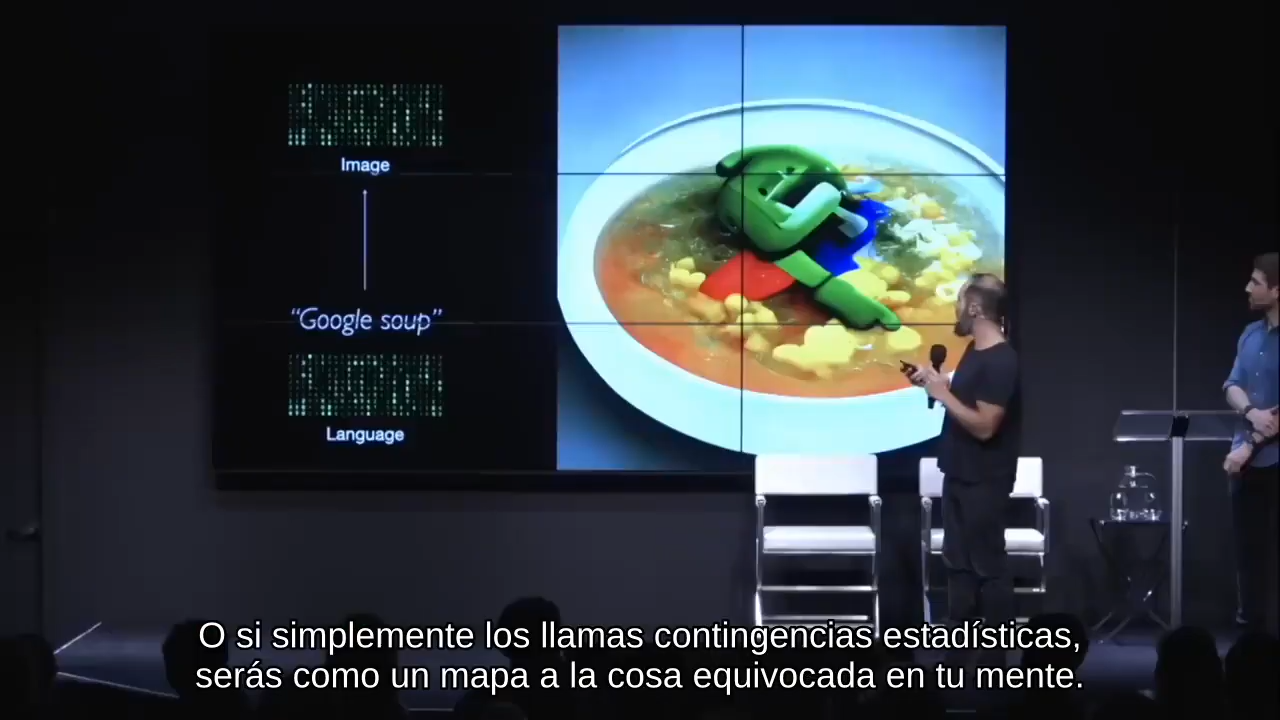 Image
“Google soup”
Language
O si simplemente los llamas contingencias estadísticas,
serás como un mapa a la cosa equivocada en tu mente.